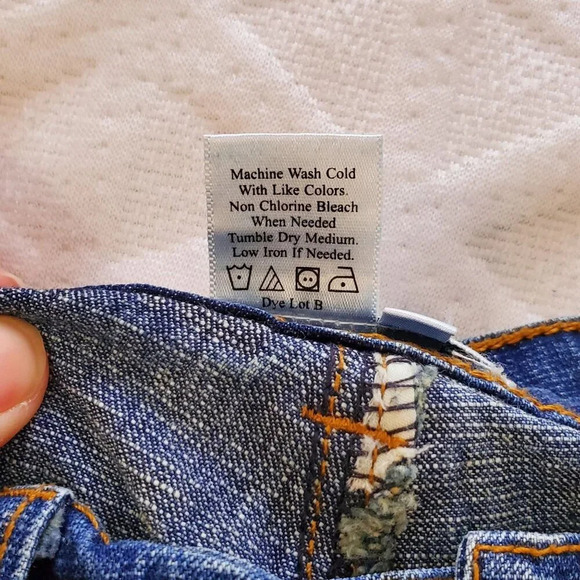 Machine Wash Cold
With Like Colors.
Non Chlorine Bleach
When Needed
Tumble Dry Medium.
Low Iron If Needed.
Dye Lot B